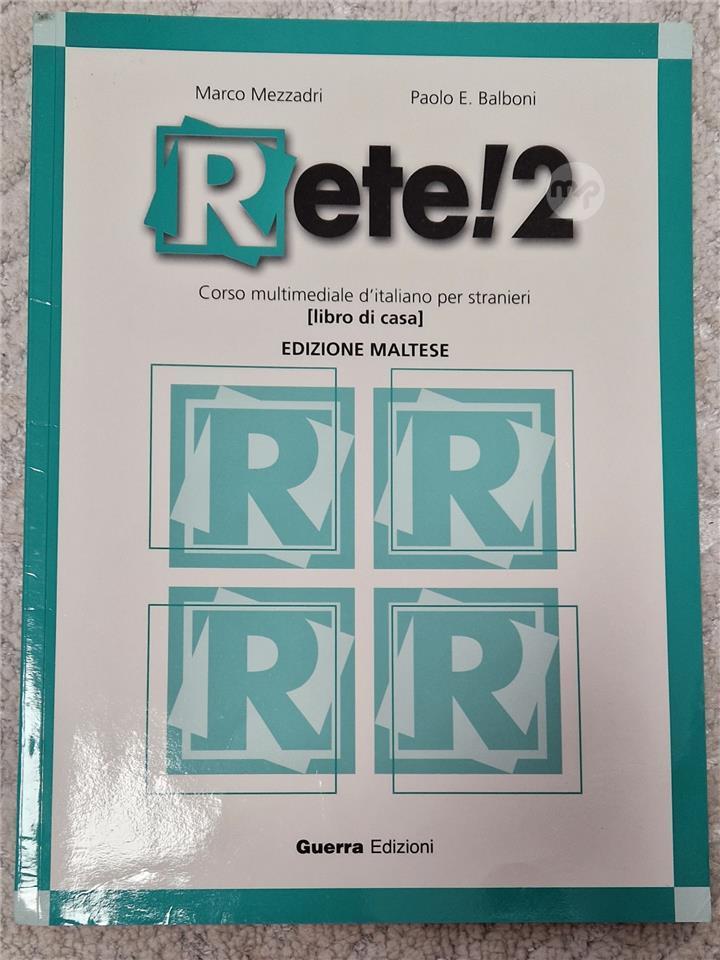 Marco Mezzadri Paolo E. Balboni
Rete!2
Corso multimediale d'italiano per stranieri
[libro di casa]
EDIZIONE MALTESE
R R
R R
Guerra Edizioni